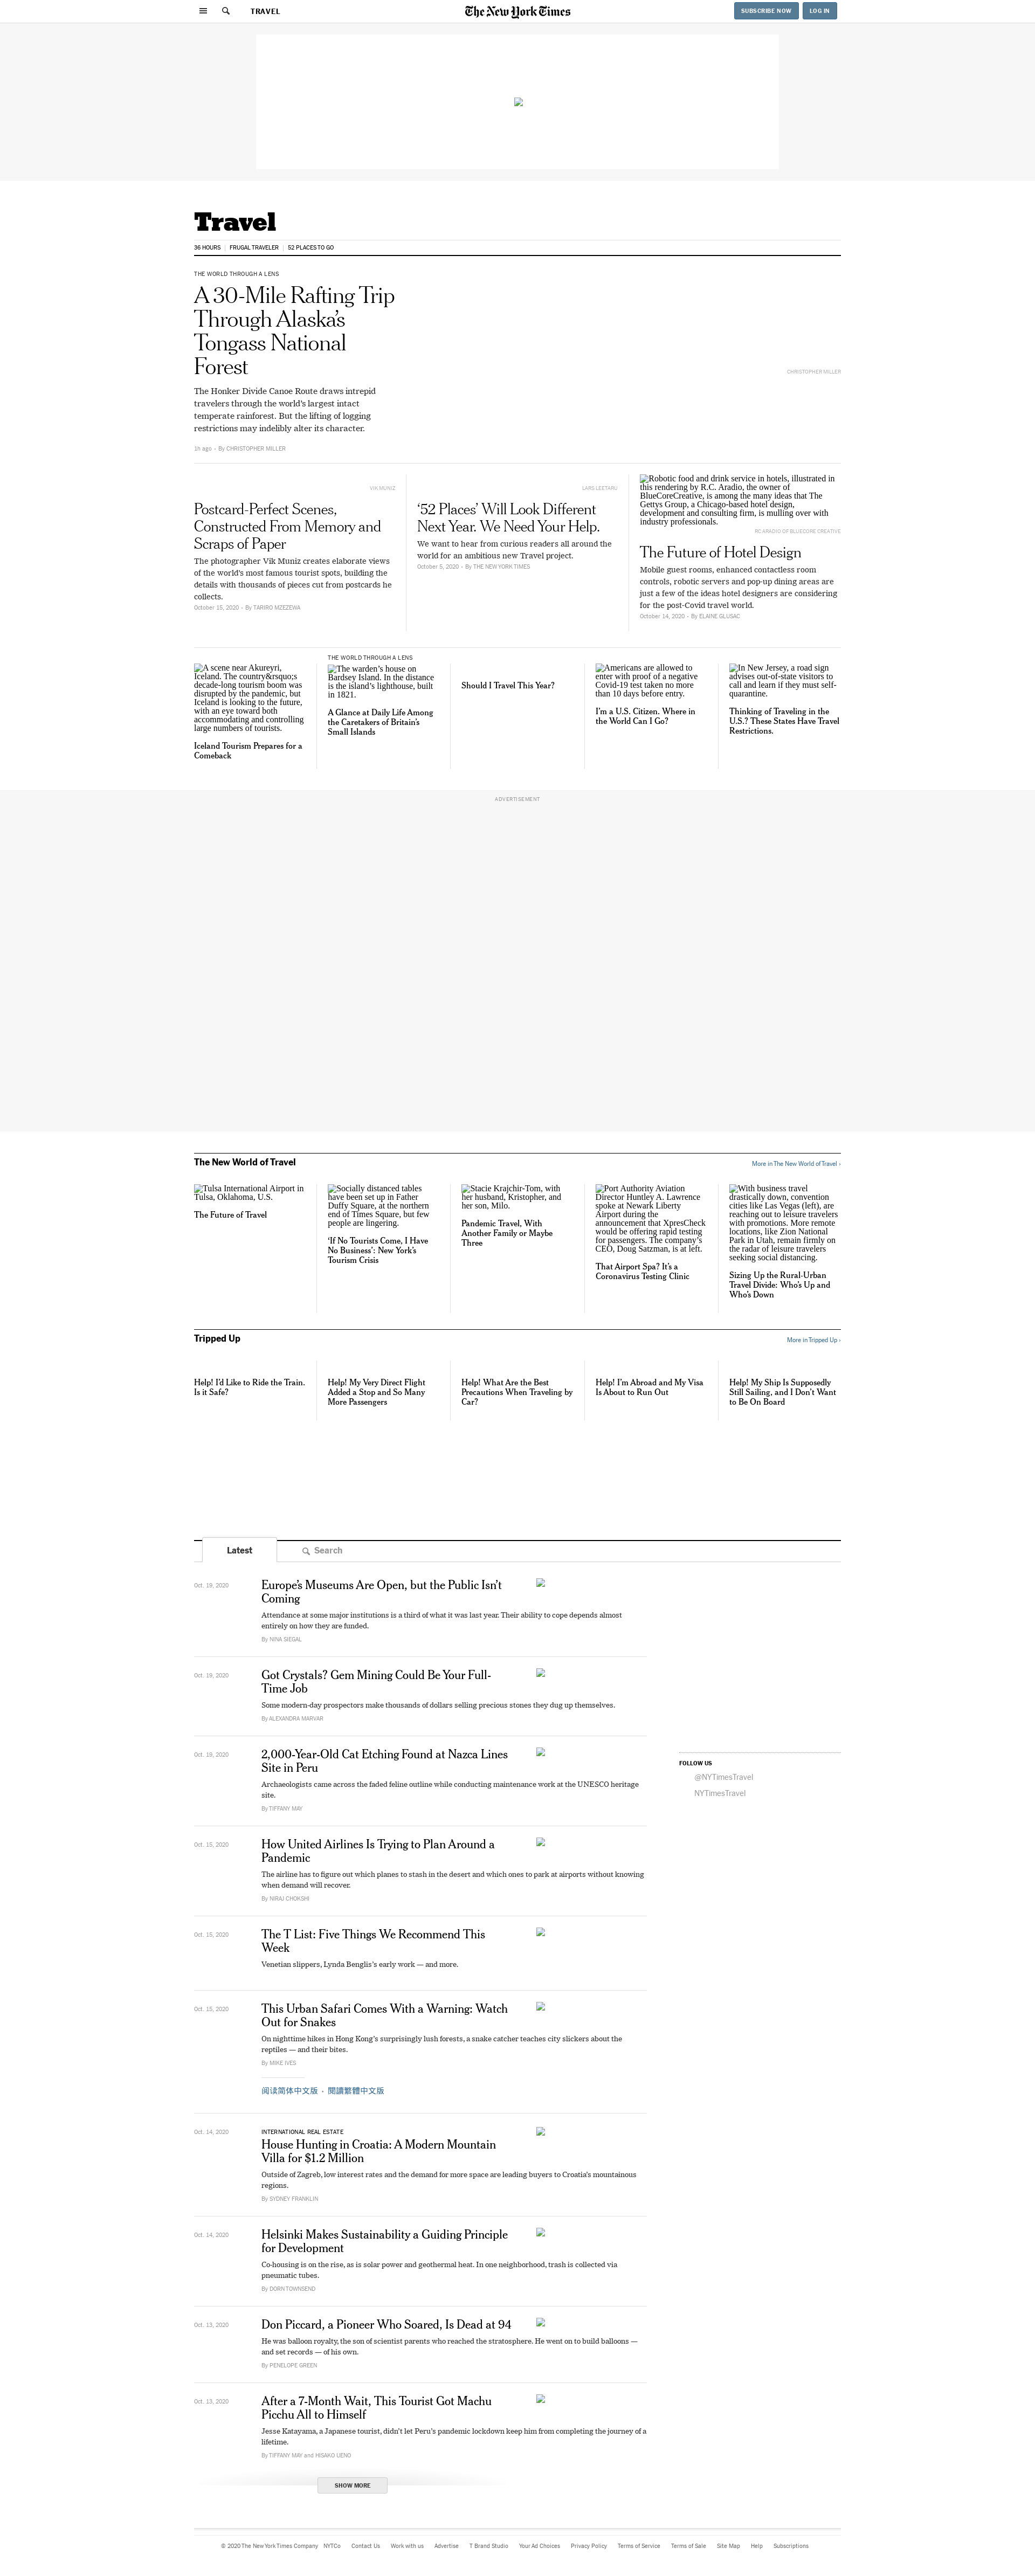 TRAVEL
The New York Times
SUBSCRIBE NOW
LOG IN
Travel
36 HOURS
FRUGAL TRAVELER
52 PLACES TO GO
THE WORLD THROUGH A LENS
A 30-Mile Rafting Trip
Through Alaska’s
Tongass National
Forest
The Honker Divide Canoe Route draws intrepid
travelers through the world’s largest intact
temperate rainforest. But the lifting of logging
restrictions may indelibly alter its character.
1h ago - By CHRISTOPHER MILLER
CHRISTOPHER MILLER
VIK MUNIZ
Postcard-Perfect Scenes,
Constructed From Memory and
Scraps of Paper
The photographer Vik Muniz creates elaborate views
of the world’s most famous tourist spots, building the
details with thousands of pieces cut from postcards he
collects.
October 15, 2020 - By TARIRO MZEZEWA
LARS LEETARU
‘52 Places’ Will Look Different
Next Year. We Need Your Help.
We want to hear from curious readers all around the
world for an ambitious new Travel project.
October 5, 2020 - By THE NEW YORK TIMES
Robotic food and drink service in hotels, illustrated in
this rendering by R.C. Aradio, the owner of
BlueCoreCreative, is among the many ideas that The
Gettys Group, a Chicago-based hotel design,
development and consulting firm, is mulling over with
industry professionals.
RC ARADIO OF BLUECORE CREATIVE
The Future of Hotel Design
Mobile guest rooms, enhanced contactless room
controls, robotic servers and pop-up dining areas are
just a few of the ideas hotel designers are considering
for the post-Covid travel world.
October 14, 2020 - By ELAINE GLUSAC
A scene near Akureyri,
Iceland. The country&rsquo;s
decade-long tourism boom was
disrupted by the pandemic, but
Iceland is looking to the future,
with an eye toward both
accommodating and controlling
large numbers of tourists.
Iceland Tourism Prepares for a
Comeback
THE WORLD THROUGH A LENS
The warden’s house on
Bardsey Island. In the distance
is the island’s lighthouse, built
in 1821.
A Glance at Daily Life Among
the Caretakers of Britain’s
Small Islands
Should I Travel This Year?
Americans are allowed to
enter with proof of a negative
Covid-19 test taken no more
than 10 days before entry.
I’m a U.S. Citizen. Where in
the World Can I Go?
In New Jersey, a road sign
advises out-of-state visitors to
call and learn if they must self-
quarantine.
Thinking of Traveling in the
U.S.? These States Have Travel
Restrictions.
ADVERTISEMENT
The New World of Travel
More in The New World of Travel ›
Tulsa International Airport in
Tulsa, Oklahoma, U.S.
The Future of Travel
Socially distanced tables
have been set up in Father
Duffy Square, at the northern
end of Times Square, but few
people are lingering.
‘If No Tourists Come, I Have
No Business’: New York’s
Tourism Crisis
Stacie Krajchir-Tom, with
her husband, Kristopher, and
her son, Milo.
Pandemic Travel, With
Another Family or Maybe
Three
Port Authority Aviation
Director Huntley A. Lawrence
spoke at Newark Liberty
Airport during the
announcement that XpresCheck
would be offering rapid testing
for passengers. The company’s
CEO, Doug Satzman, is at left.
That Airport Spa? It’s a
Coronavirus Testing Clinic
With business travel
drastically down, convention
cities like Las Vegas (left), are
reaching out to leisure travelers
with promotions. More remote
locations, like Zion National
Park in Utah, remain firmly on
the radar of leisure travelers
seeking social distancing.
Sizing Up the Rural-Urban
Travel Divide: Who’s Up and
Who’s Down
Tripped Up
More in Tripped Up ›
Help! I’d Like to Ride the Train.
Is it Safe?
Help! My Very Direct Flight
Added a Stop and So Many
More Passengers
Help! What Are the Best
Precautions When Traveling by
Car?
Help! I’m Abroad and My Visa
Is About to Run Out
Help! My Ship Is Supposedly
Still Sailing, and I Don’t Want
to Be On Board
Latest
Search
Oct. 19, 2020
Europe’s Museums Are Open, but the Public Isn’t
Coming
Attendance at some major institutions is a third of what it was last year. Their ability to cope depends almost
entirely on how they are funded.
By NINA SIEGAL
Oct. 19, 2020
Got Crystals? Gem Mining Could Be Your Full-
Time Job
Some modern-day prospectors make thousands of dollars selling precious stones they dug up themselves.
By ALEXANDRA MARVAR
Oct. 19, 2020
2,000-Year-Old Cat Etching Found at Nazca Lines
Site in Peru
Archaeologists came across the faded feline outline while conducting maintenance work at the UNESCO heritage
site.
By TIFFANY MAY
FOLLOW US
@NYTimesTravel
NYTimesTravel
Oct. 15, 2020
How United Airlines Is Trying to Plan Around a
Pandemic
The airline has to figure out which planes to stash in the desert and which ones to park at airports without knowing
when demand will recover.
By NIRAJ CHOKSHI
Oct. 15, 2020
The T List: Five Things We Recommend This
Week
Venetian slippers, Lynda Benglis’s early work — and more.
Oct. 15, 2020
This Urban Safari Comes With a Warning: Watch
Out for Snakes
On nighttime hikes in Hong Kong’s surprisingly lush forests, a snake catcher teaches city slickers about the
reptiles — and their bites.
By MIKE IVES
阅读简体中文版 · 閱讀繁體中文版
Oct. 14, 2020
INTERNATIONAL REAL ESTATE
House Hunting in Croatia: A Modern Mountain
Villa for $1.2 Million
Outside of Zagreb, low interest rates and the demand for more space are leading buyers to Croatia’s mountainous
regions.
By SYDNEY FRANKLIN
Oct. 14, 2020
Helsinki Makes Sustainability a Guiding Principle
for Development
Co-housing is on the rise, as is solar power and geothermal heat. In one neighborhood, trash is collected via
pneumatic tubes.
By DORN TOWNSEND
Oct. 13, 2020
Don Piccard, a Pioneer Who Soared, Is Dead at 94
He was balloon royalty, the son of scientist parents who reached the stratosphere. He went on to build balloons —
and set records — of his own.
By PENELOPE GREEN
Oct. 13, 2020
After a 7-Month Wait, This Tourist Got Machu
Picchu All to Himself
Jesse Katayama, a Japanese tourist, didn’t let Peru’s pandemic lockdown keep him from completing the journey of a
lifetime.
By TIFFANY MAY and HISAKO UENO
SHOW MORE
© 2020 The New York Times Company NYTCo Contact Us Work with us Advertise T Brand Studio Your Ad Choices Privacy Policy Terms of Service Terms of Sale Site Map Help Subscriptions